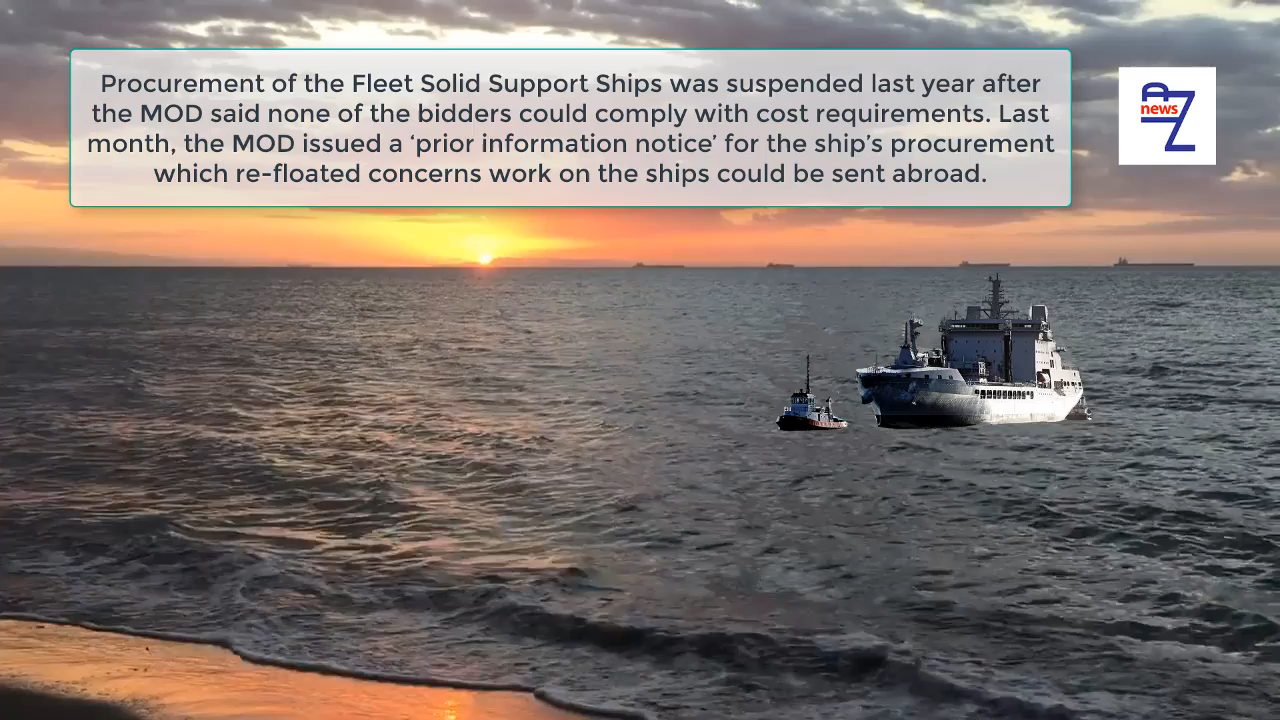 Procurement of the Fleet Solid Support Ships was suspended last year after
the MOD said none of the bidders could comply with cost requirements. Last
month, the MOD issued a ‘prior information notice’ for the ship’s procurement
which re-floated concerns work on the ships could be sent abroad.
A
news
Z